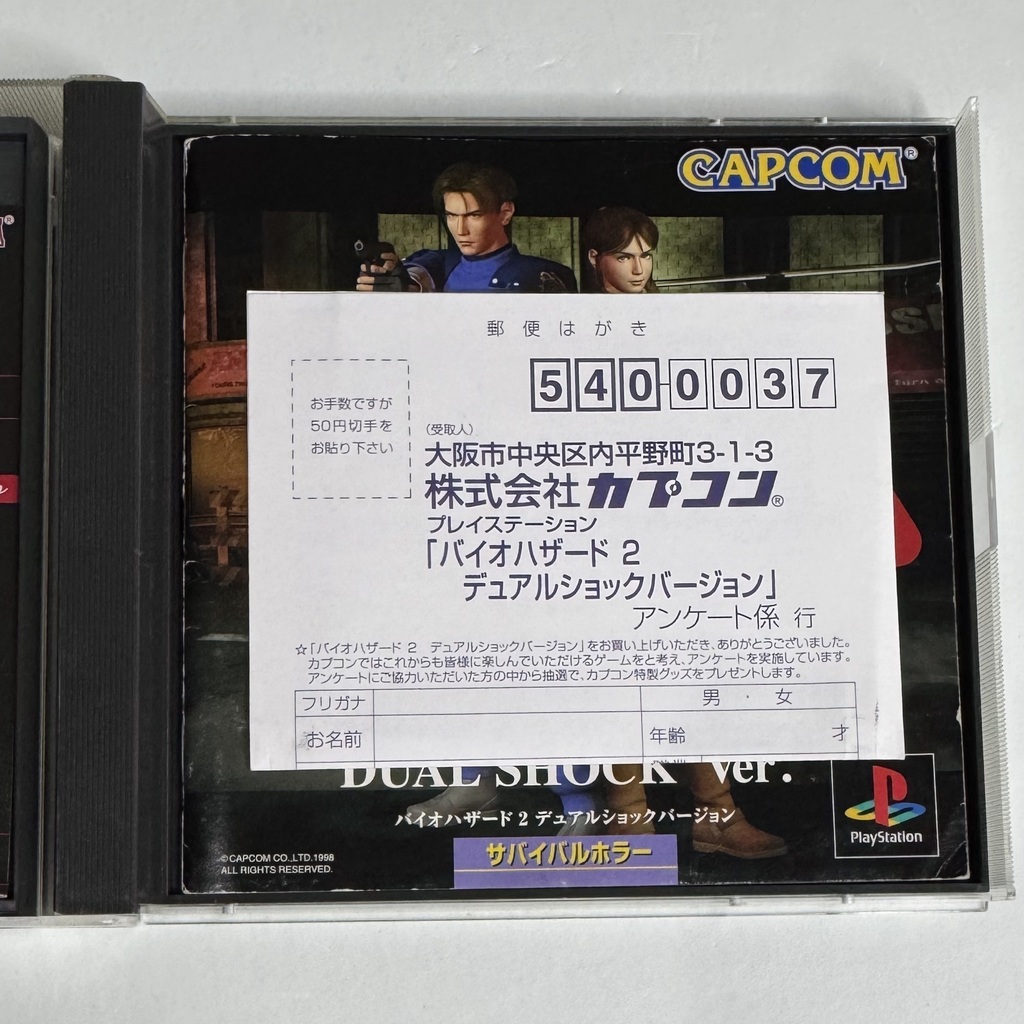 CAPCOM®
郵便はがき
お手数ですが
50円切手を
お貼り下さい
540-0037
(受取人)
大阪市中央区内平野町3-1-3
株式会社カプコン®
プレイステーション
「バイオハザード 2
デュアルショックバージョン」
アンケート係 行
☆「バイオハザード 2 デュアルショックバージョン」をお買い上げいただき、ありがとうございました。
カプコンではこれからも皆様に楽しんでいただけるゲームをと考え、アンケートを実施しています。
アンケートにご協力いただいた方の中から抽選で、カプコン特製グッズをプレゼントします。
フリガナ
男・女
お名前
年齢 才
DUAL SHOCK Ver.
バイオハザード 2 デュアルショックバージョン
サバイバルホラー
©CAPCOM CO.,LTD.1998
ALL RIGHTS RESERVED.
PlayStation